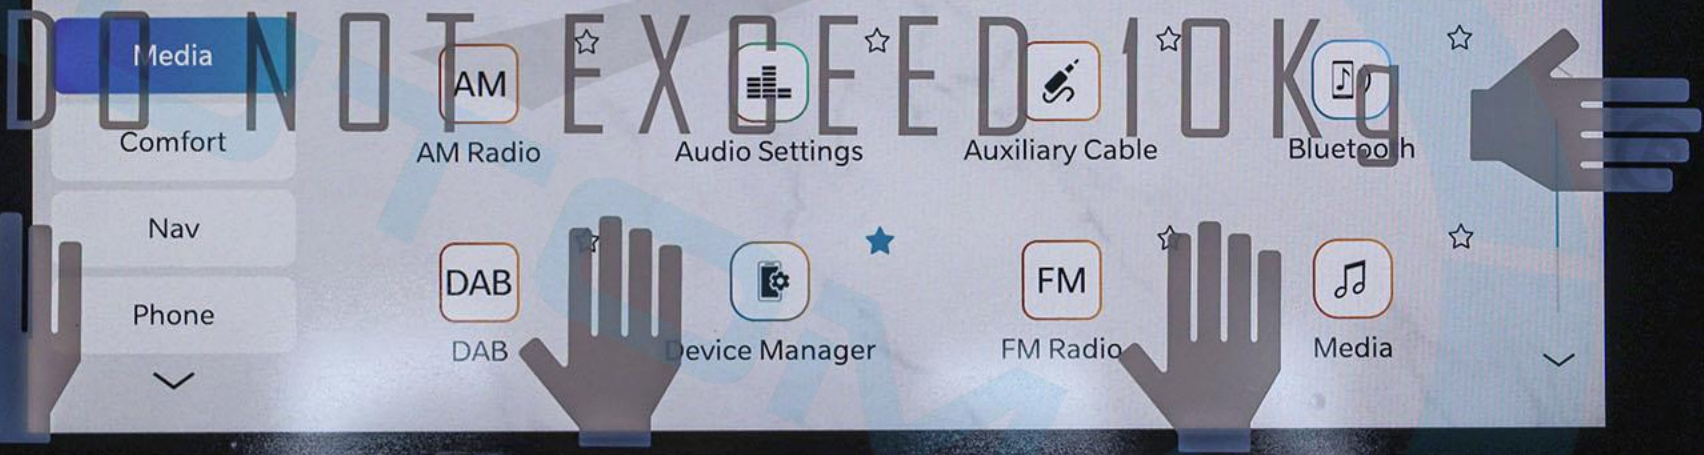 DO NOT EXCEED 10Kg
Media
Comfort
Nav
Phone
AM
AM Radio
Audio Settings
Auxiliary Cable
Bluetooth
DAB
DAB
Device Manager
FM
FM Radio
Media